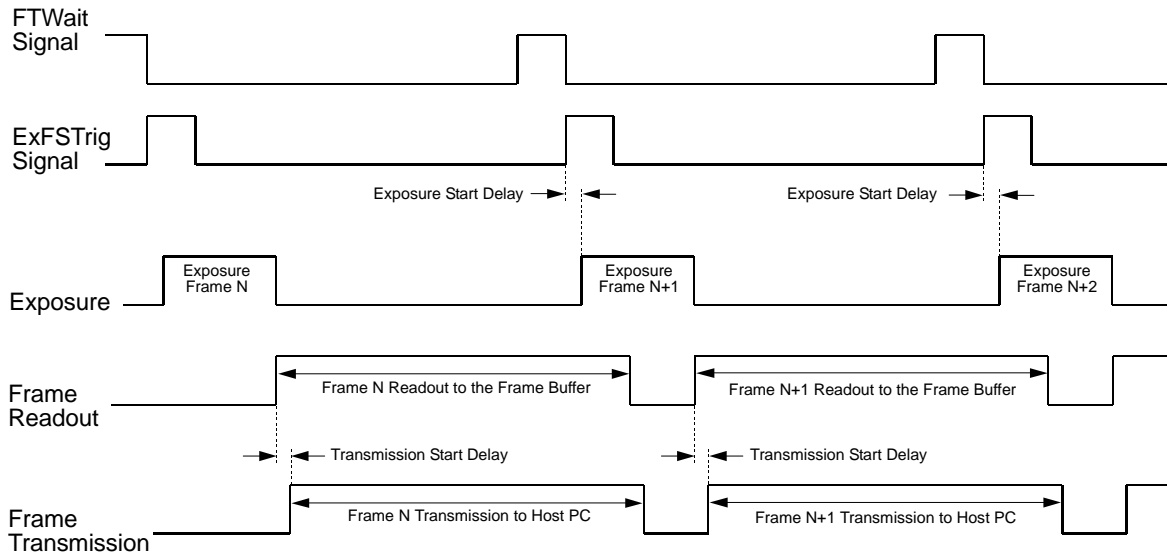 FTWait
Signal
ExFSTrig
Signal
Exposure Start Delay
Exposure Start Delay
Exposure
Exposure
Frame N
Exposure
Frame N+1
Exposure
Frame N+2
Frame
Readout
Frame N Readout to the Frame Buffer
Frame N+1 Readout to the Frame Buffer
Transmission Start Delay
Transmission Start Delay
Frame
Transmission
Frame N Transmission to Host PC
Frame N+1 Transmission to Host PC